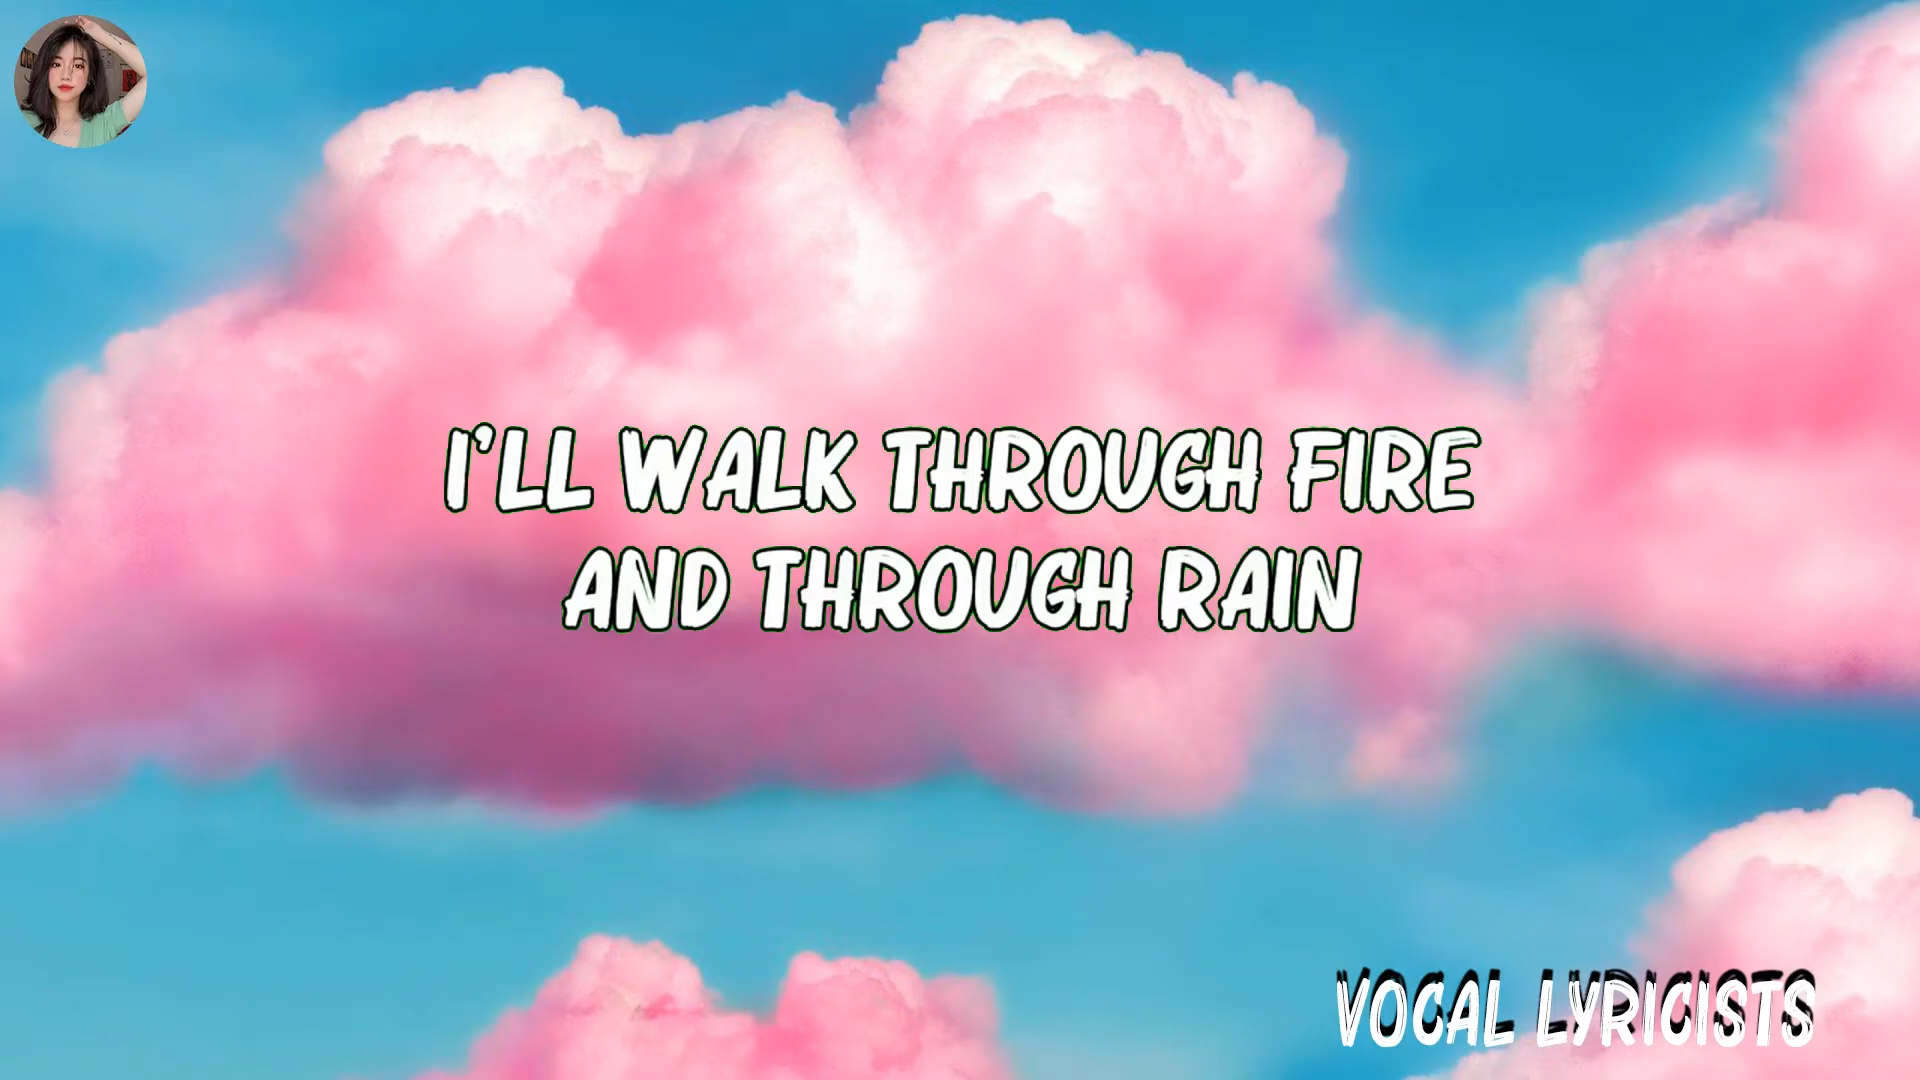 I'LL WALK THROUGH FIRE
AND THROUGH RAIN
VOCAL LYRICISTS